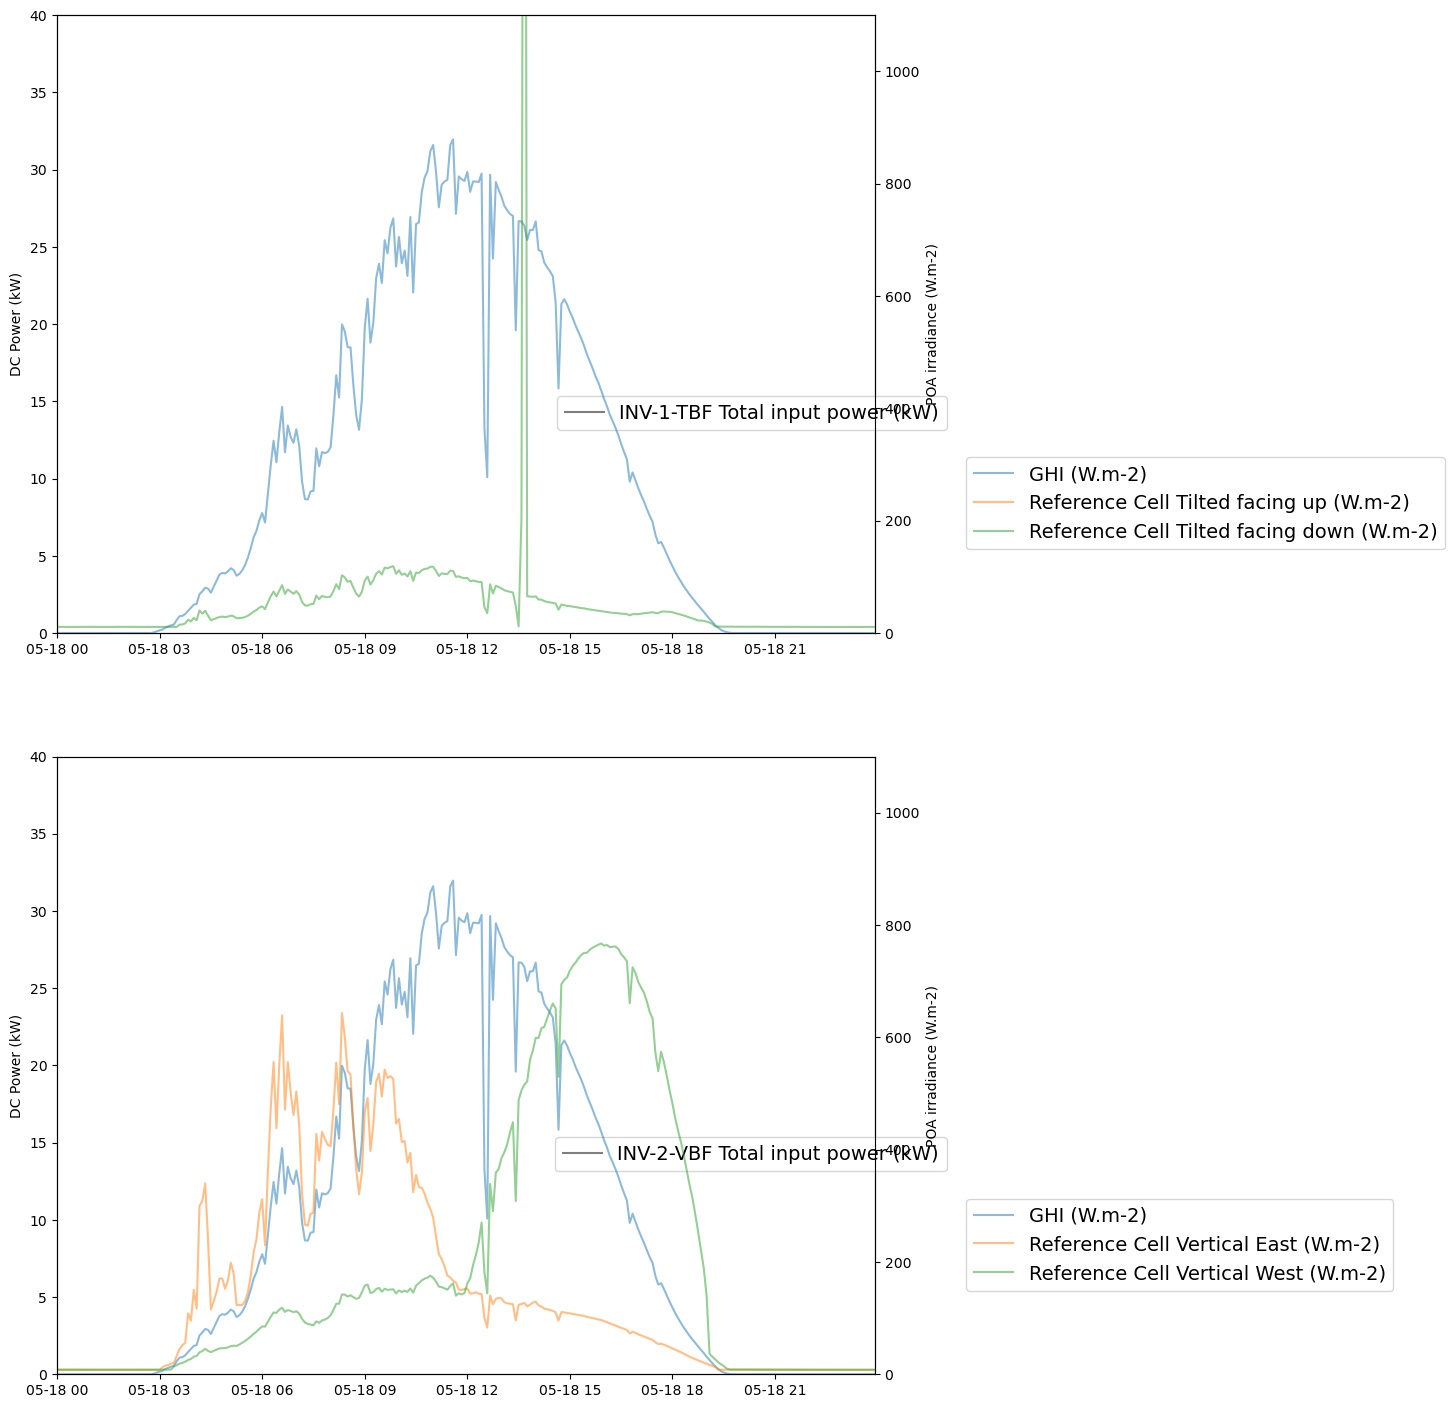 40
35
30
25
20
15
10
5
0
DC Power (kW)
1000
800
600
400
200
0
POA irradiance (W.m-2)
INV-1-TBF Total input power (kW)
GHI (W.m-2)
Reference Cell Tilted facing up (W.m-2)
Reference Cell Tilted facing down (W.m-2)
05-18 00 05-18 03 05-18 06 05-18 09 05-18 12 05-18 15 05-18 18 05-18 21
40
35
30
25
20
15
10
5
0
DC Power (kW)
1000
800
600
400
200
0
POA irradiance (W.m-2)
INV-2-VBF Total input power (kW)
GHI (W.m-2)
Reference Cell Vertical East (W.m-2)
Reference Cell Vertical West (W.m-2)
05-18 00 05-18 03 05-18 06 05-18 09 05-18 12 05-18 15 05-18 18 05-18 21